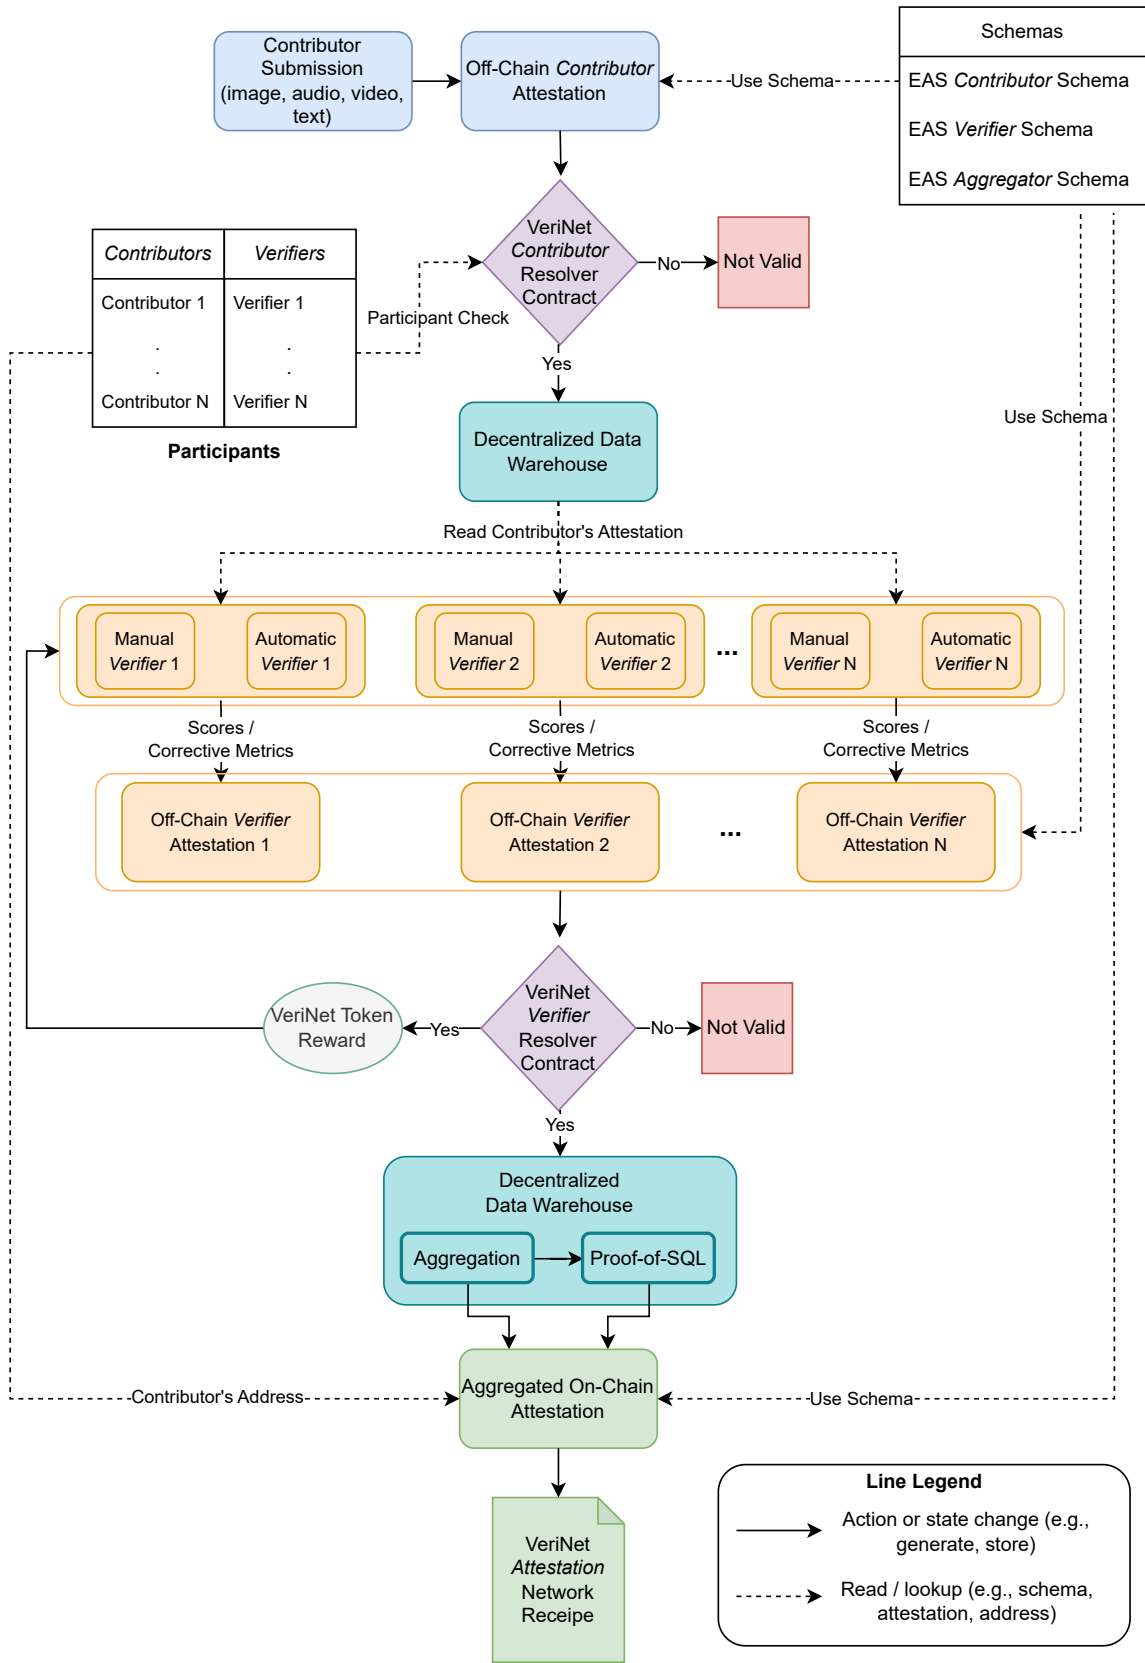 Contributor
Submission
(image, audio, video,
text)
Off-Chain Contributor
Attestation
Use Schema
Schemas
EAS Contributor Schema
EAS Verifier Schema
EAS Aggregator Schema
VeriNet
Contributor
Resolver
Contract
No
Not Valid
Contributors
Verifiers
Contributor 1
Verifier 1
.
.
.
.
Contributor N
Verifier N
Participants
Participant Check
Yes
Use Schema
Decentralized Data
Warehouse
Read Contributor's Attestation
Manual
Verifier 1
Automatic
Verifier 1
Manual
Verifier 2
Automatic
Verifier 2
...
Manual
Verifier N
Automatic
Verifier N
Scores /
Corrective Metrics
Scores /
Corrective Metrics
Scores /
Corrective Metrics
Off-Chain Verifier
Attestation 1
Off-Chain Verifier
Attestation 2
...
Off-Chain Verifier
Attestation N
VeriNet Token
Reward
Yes
VeriNet
Verifier
Resolver
Contract
No
Not Valid
Yes
Decentralized
Data Warehouse
Aggregation
Proof-of-SQL
Contributor's Address
Aggregated On-Chain
Attestation
Use Schema
VeriNet
Attestation
Network
Receipe
Line Legend
Action or state change (e.g.,
generate, store)
Read / lookup (e.g., schema,
attestation, address)